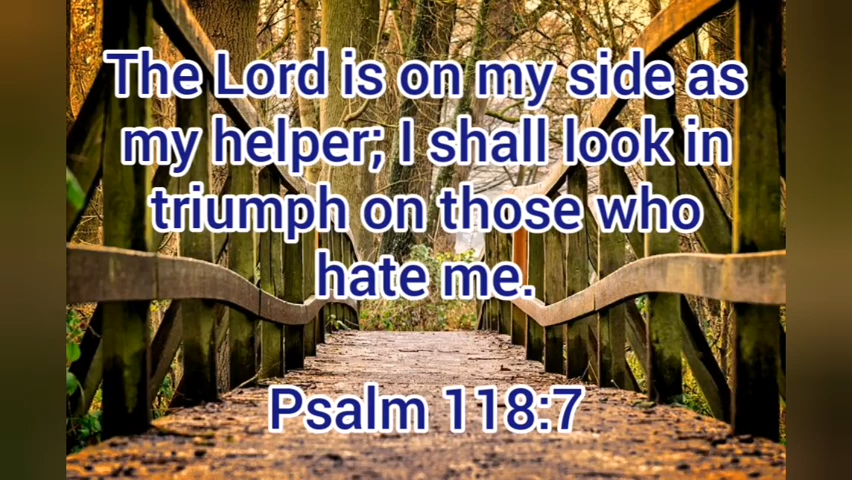 The Lord is on my side as
my helper; I shall look in
triumph on those who
hate me.
Psalm 118:7